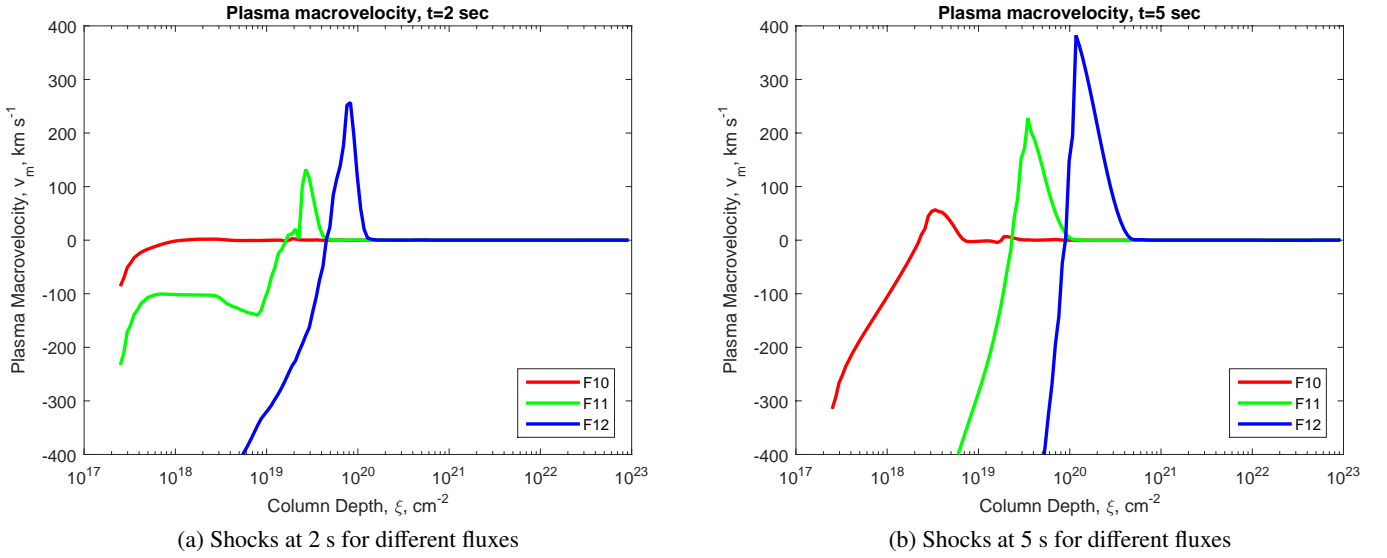 Plasma macrovelocity, t=2 sec
400
300
200
100
0
-100
-200
-300
-400
Plasma Macrovelocity, v_m, km s^-1
10^17
10^18
10^19
10^20
10^21
10^22
10^23
Column Depth, ξ, cm^-2
F10
F11
F12
(a) Shocks at 2 s for different fluxes
Plasma macrovelocity, t=5 sec
400
300
200
100
0
-100
-200
-300
-400
Plasma Macrovelocity, v_m, km s^-1
10^17
10^18
10^19
10^20
10^21
10^22
10^23
Column Depth, ξ, cm^-2
F10
F11
F12
(b) Shocks at 5 s for different fluxes